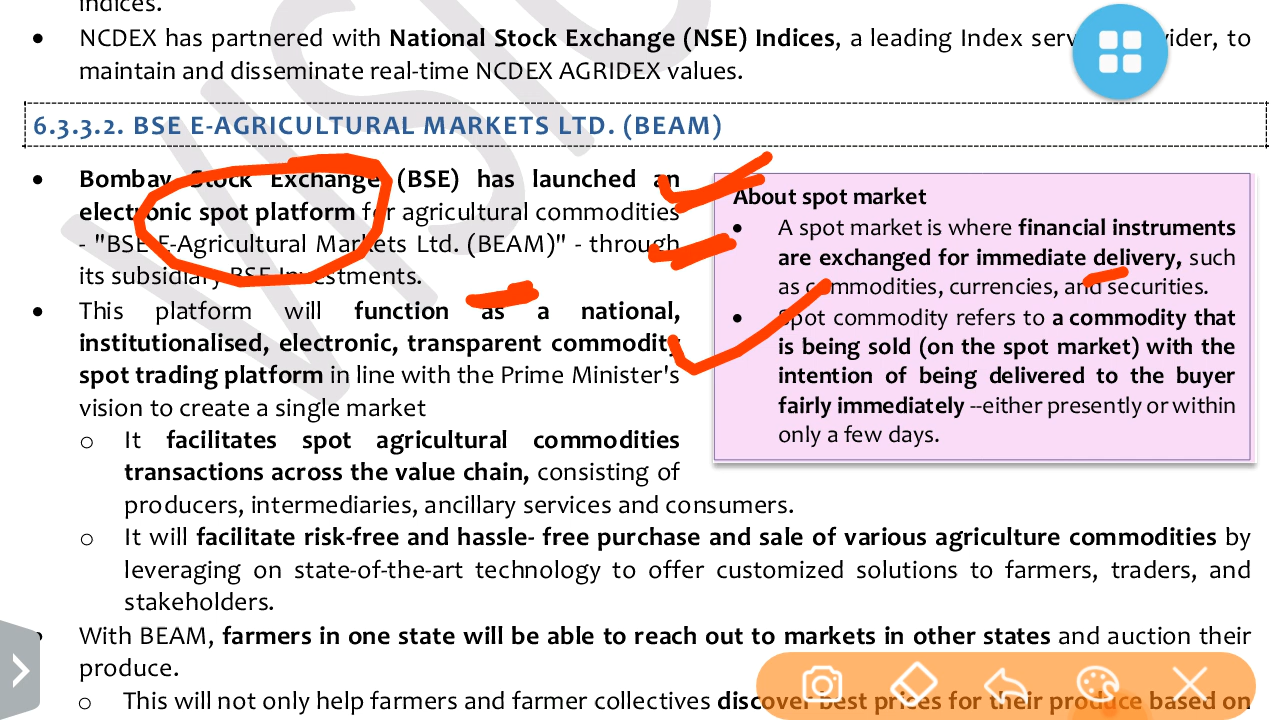 indices.
• NCDEX has partnered with National Stock Exchange (NSE) Indices, a leading Index to
maintain and disseminate real-time NCDEX AGRIDEX values.
6.3.3.2. BSE E-AGRICULTURAL MARKETS LTD. (BEAM)
• Bombay Stock Exchange (BSE) has launched an
electronic spot platform for agricultural commodities
- "BSE E-Agricultural Markets Ltd. (BEAM)" - through
its subsidiary BSE Investments.
• This platform will function as a national,
institutionalised, electronic, transparent commodity
spot trading platform in line with the Prime Minister's
vision to create a single market
o It facilitates spot agricultural commodities
transactions across the value chain, consisting of
producers, intermediaries, ancillary services and consumers.
o It will facilitate risk-free and hassle- free purchase and sale of various agriculture commodities by
leveraging on state-of-the-art technology to offer customized solutions to farmers, traders, and
stakeholders.
• With BEAM, farmers in one state will be able to reach out to markets in other states and auction their
produce.
o This will not only help farmers and farmer collectives discover best prices for their produce based on
About spot market
• A spot market is where financial instruments
are exchanged for immediate delivery, such
as commodities, currencies, and securities.
• Spot commodity refers to a commodity that
is being sold (on the spot market) with the
intention of being delivered to the buyer
fairly immediately --either presently or within
only a few days.